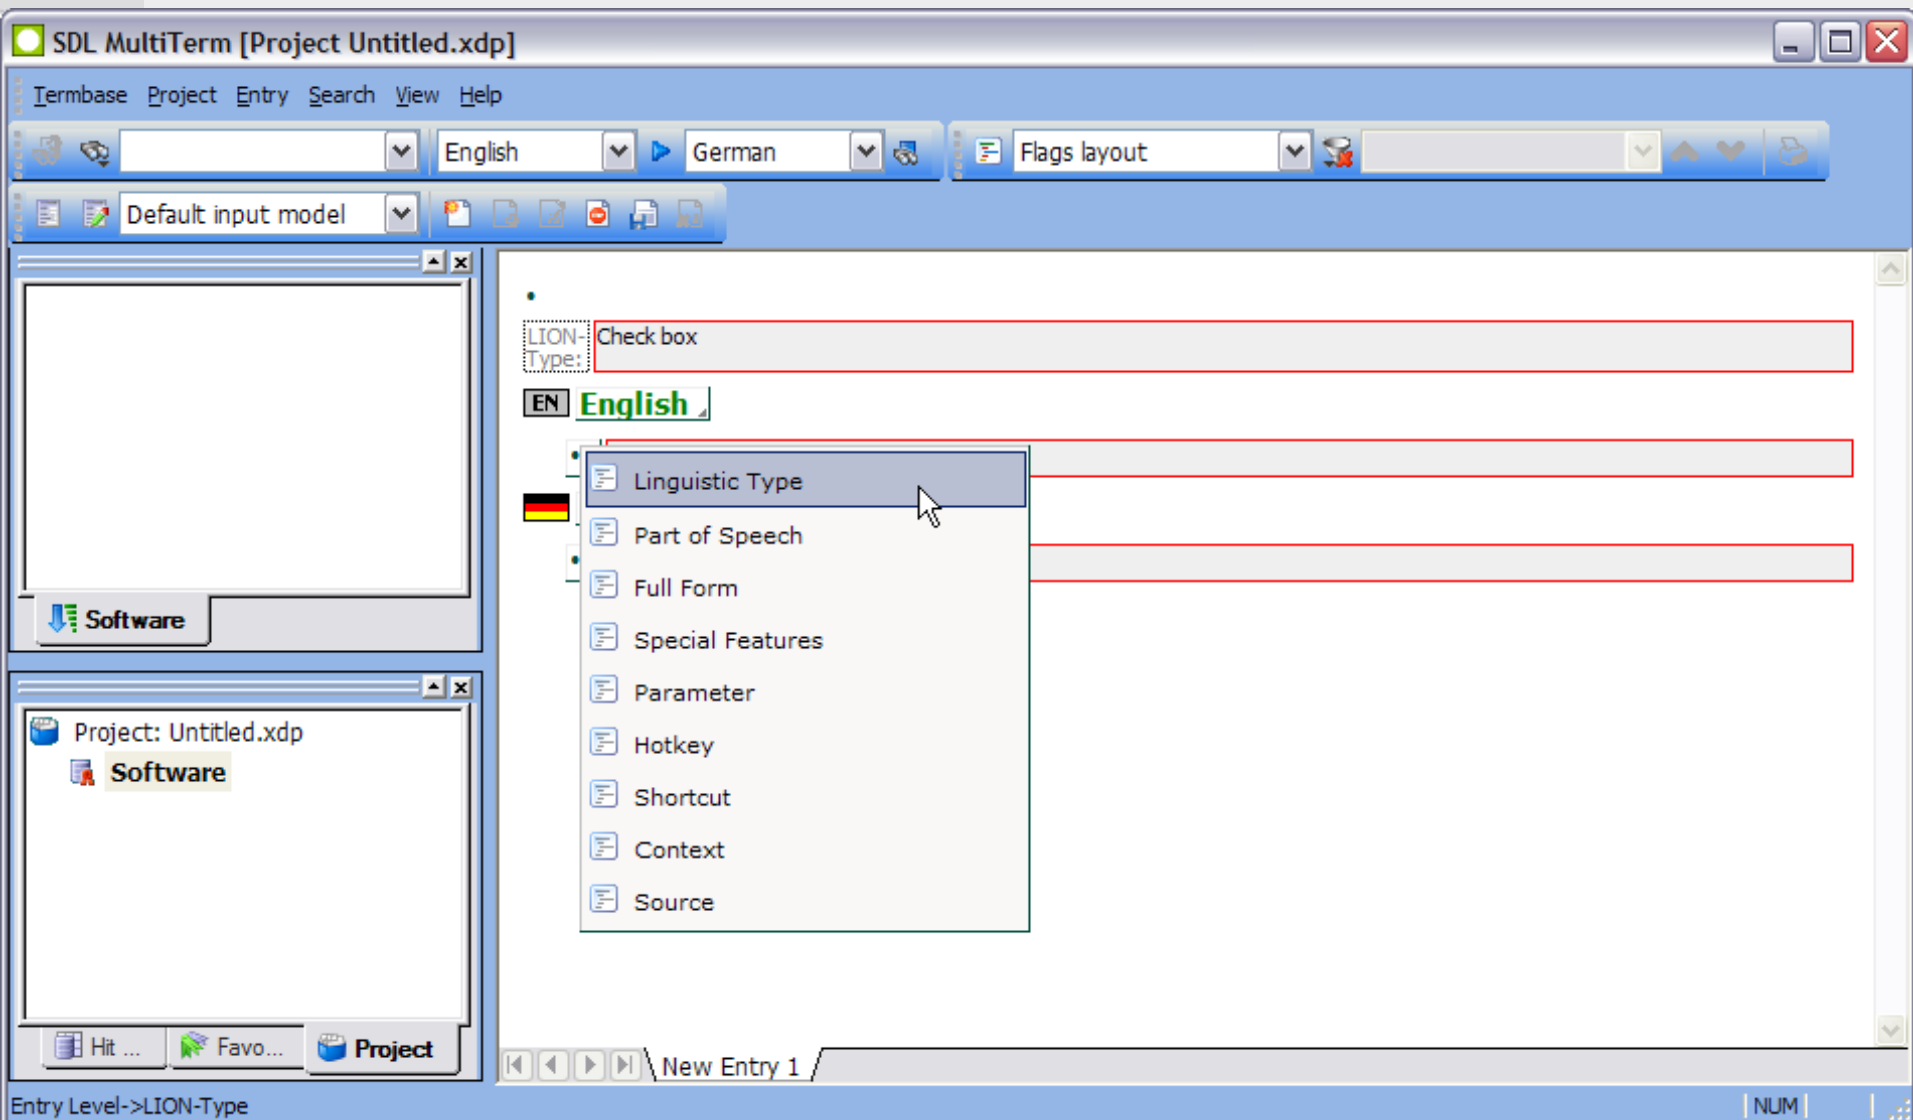 SDL MultiTerm [Project Untitled.xdp]
Termbase Project Entry Search View Help
English German Flags layout
Default input model
LION-
Type:
Check box
EN English
Linguistic Type
Part of Speech
Full Form
Special Features
Parameter
Hotkey
Shortcut
Context
Source
Software
Project: Untitled.xdp
Software
Hit ... Favo... Project
New Entry 1
Entry Level->LION-Type NUM